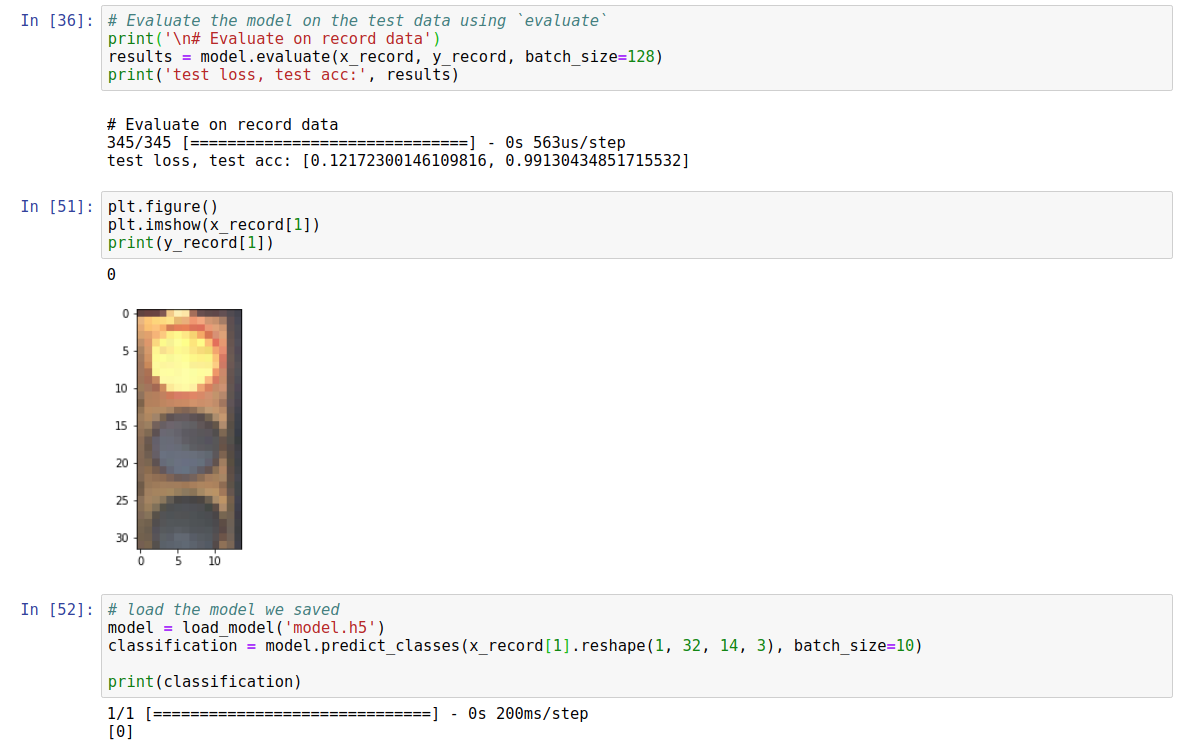 In [36]: # Evaluate the model on the test data using `evaluate`
print('\n# Evaluate on record data')
results = model.evaluate(x_record, y_record, batch_size=128)
print('test loss, test acc:', results)
# Evaluate on record data
345/345 [==============================] - 0s 563us/step
test loss, test acc: [0.12172300146109816, 0.99130434851715532]
In [51]: plt.figure()
plt.imshow(x_record[1])
print(y_record[1])
0
0
5
10
15
20
25
30
0 5 10
In [52]: # load the model we saved
model = load_model('model.h5')
classification = model.predict_classes(x_record[1].reshape(1, 32, 14, 3), batch_size=10)
print(classification)
1/1 [==============================] - 0s 200ms/step
[0]